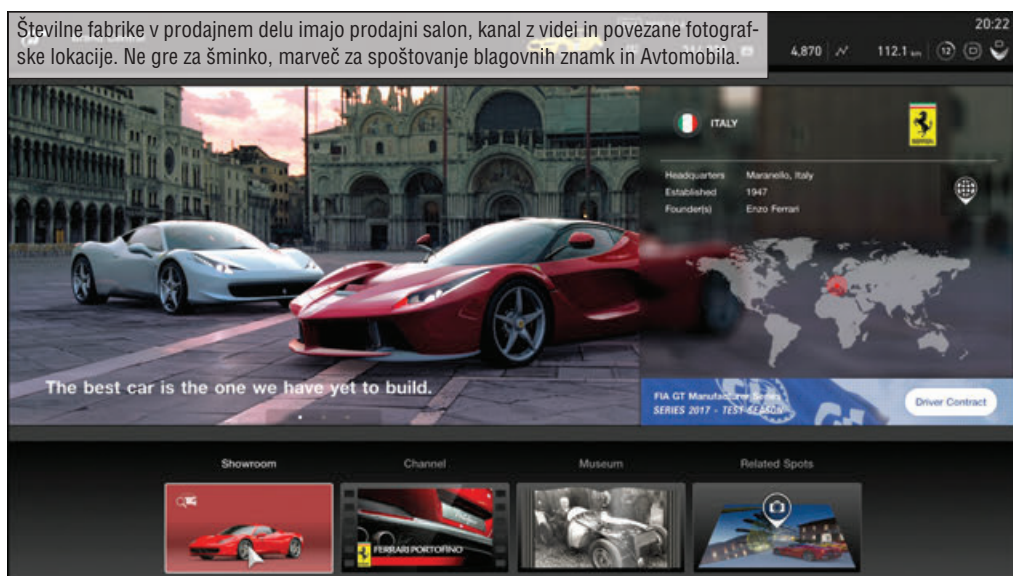 Številne fabrike v prodajnem delu imajo prodajni salon, kanal z videi in povezane fotograf-
ske lokacije. Ne gre za šminko, marveč za spoštovanje blagovnih znamk in Avtomobila.
20:22
4,870
112.1 km
12
ITALY
Headquarters Maranello, Italy
Established 1947
Founder(s) Enzo Ferrari
The best car is the one we have yet to build.
FIA GT Manufacturer Series
SERIES 2017 - TEST SEASON
Driver Contract
Showroom
Channel
Museum
Related Spots
FERRARI PORTOFINO